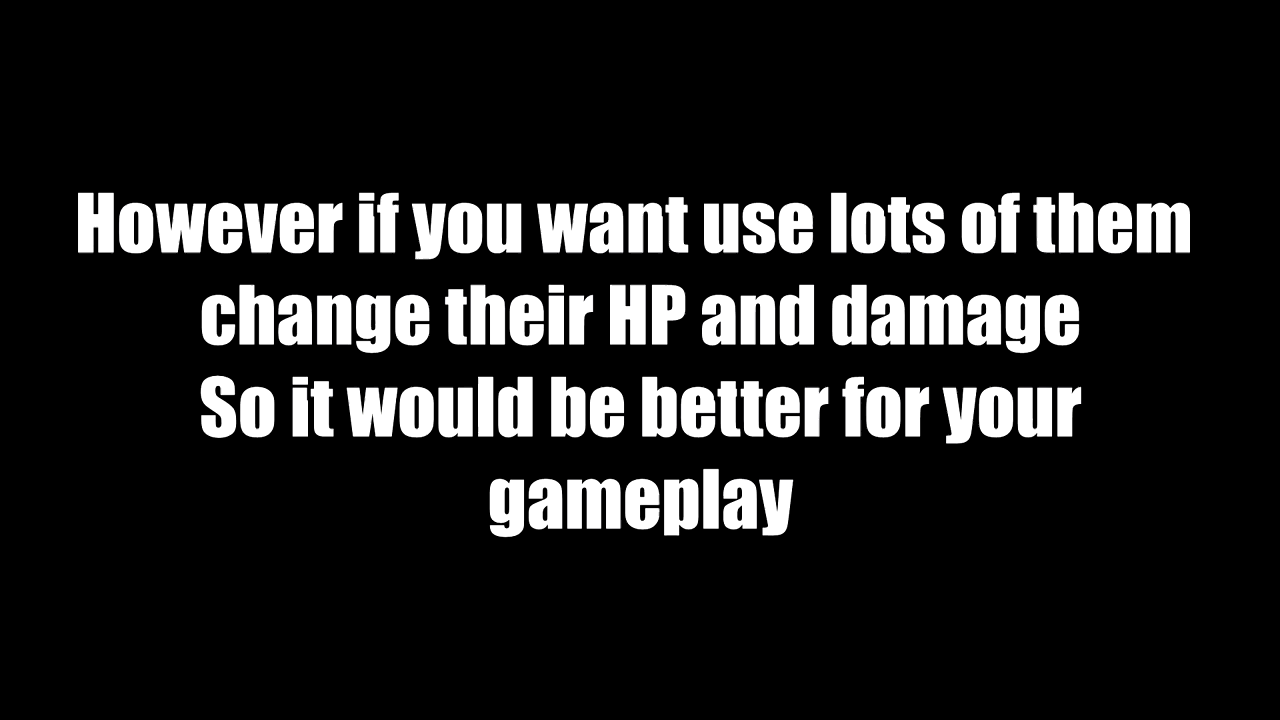 However if you want use lots of them
change their HP and damage
So it would be better for your
gameplay